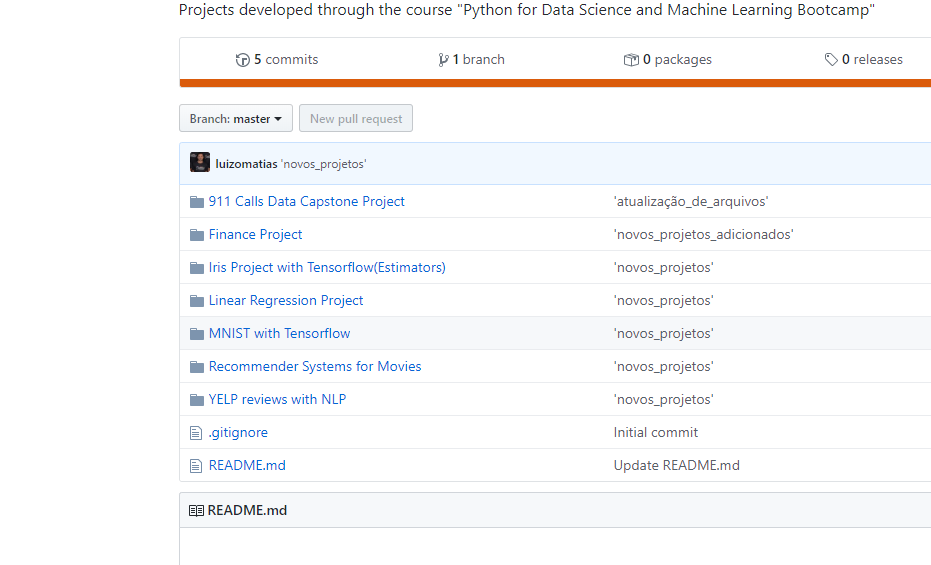 Projects developed through the course "Python for Data Science and Machine Learning Bootcamp"
5 commits 1 branch 0 packages 0 releases
Branch: master New pull request
luizomatias 'novos_projetos'
911 Calls Data Capstone Project 'atualização_de_arquivos'
Finance Project 'novos_projetos_adicionados'
Iris Project with Tensorflow(Estimators) 'novos_projetos'
Linear Regression Project 'novos_projetos'
MNIST with Tensorflow 'novos_projetos'
Recommender Systems for Movies 'novos_projetos'
YELP reviews with NLP 'novos_projetos'
.gitignore Initial commit
README.md Update README.md
README.md